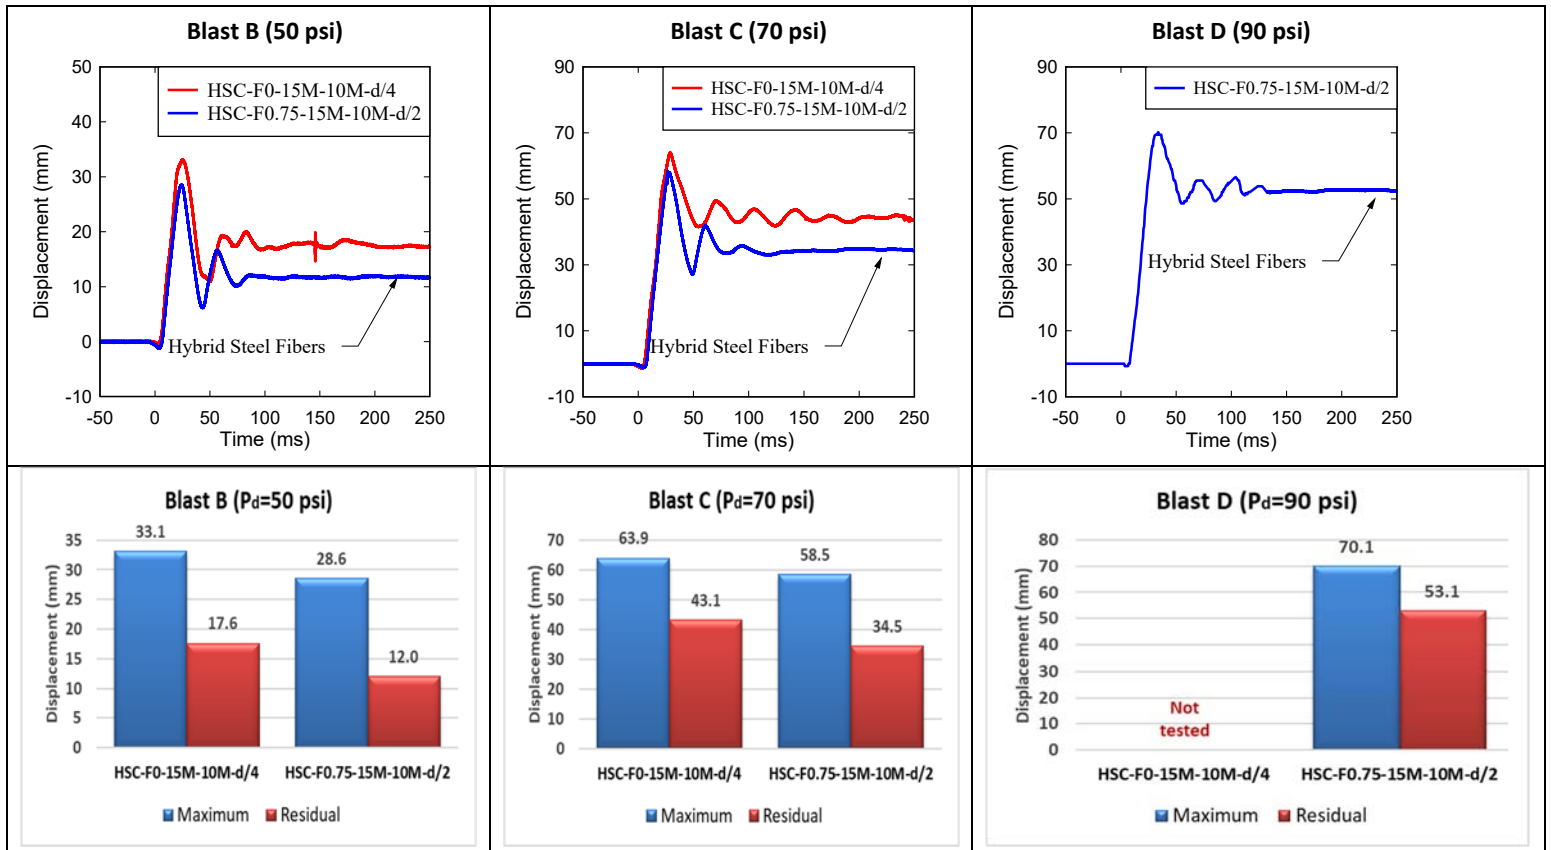 Blast B (50 psi)
50
40
30
20
10
0
-10
-50
0
50
100
150
200
250
Displacement (mm)
Time (ms)
HSC-F0-15M-10M-d/4
HSC-F0.75-15M-10M-d/2
Hybrid Steel Fibers
Blast C (70 psi)
90
70
50
30
10
-10
-50
0
50
100
150
200
250
Displacement (mm)
Time (ms)
HSC-F0-15M-10M-d/4
HSC-F0.75-15M-10M-d/2
Hybrid Steel Fibers
Blast D (90 psi)
90
70
50
30
10
-10
-50
0
50
100
150
200
250
Displacement (mm)
Time (ms)
HSC-F0.75-15M-10M-d/2
Hybrid Steel Fibers
Blast B (Pd=50 psi)
35
30
25
20
15
10
5
0
Displacement (mm)
33.1
17.6
28.6
12.0
HSC-F0-15M-10M-d/4
HSC-F0.75-15M-10M-d/2
Maximum
Residual
Blast C (Pd=70 psi)
70
60
50
40
30
20
10
0
Displacement (mm)
63.9
43.1
58.5
34.5
HSC-F0-15M-10M-d/4
HSC-F0.75-15M-10M-d/2
Maximum
Residual
Blast D (Pd=90 psi)
80
70
60
50
40
30
20
10
0
Displacement (mm)
Not
tested
70.1
53.1
HSC-F0-15M-10M-d/4
HSC-F0.75-15M-10M-d/2
Maximum
Residual